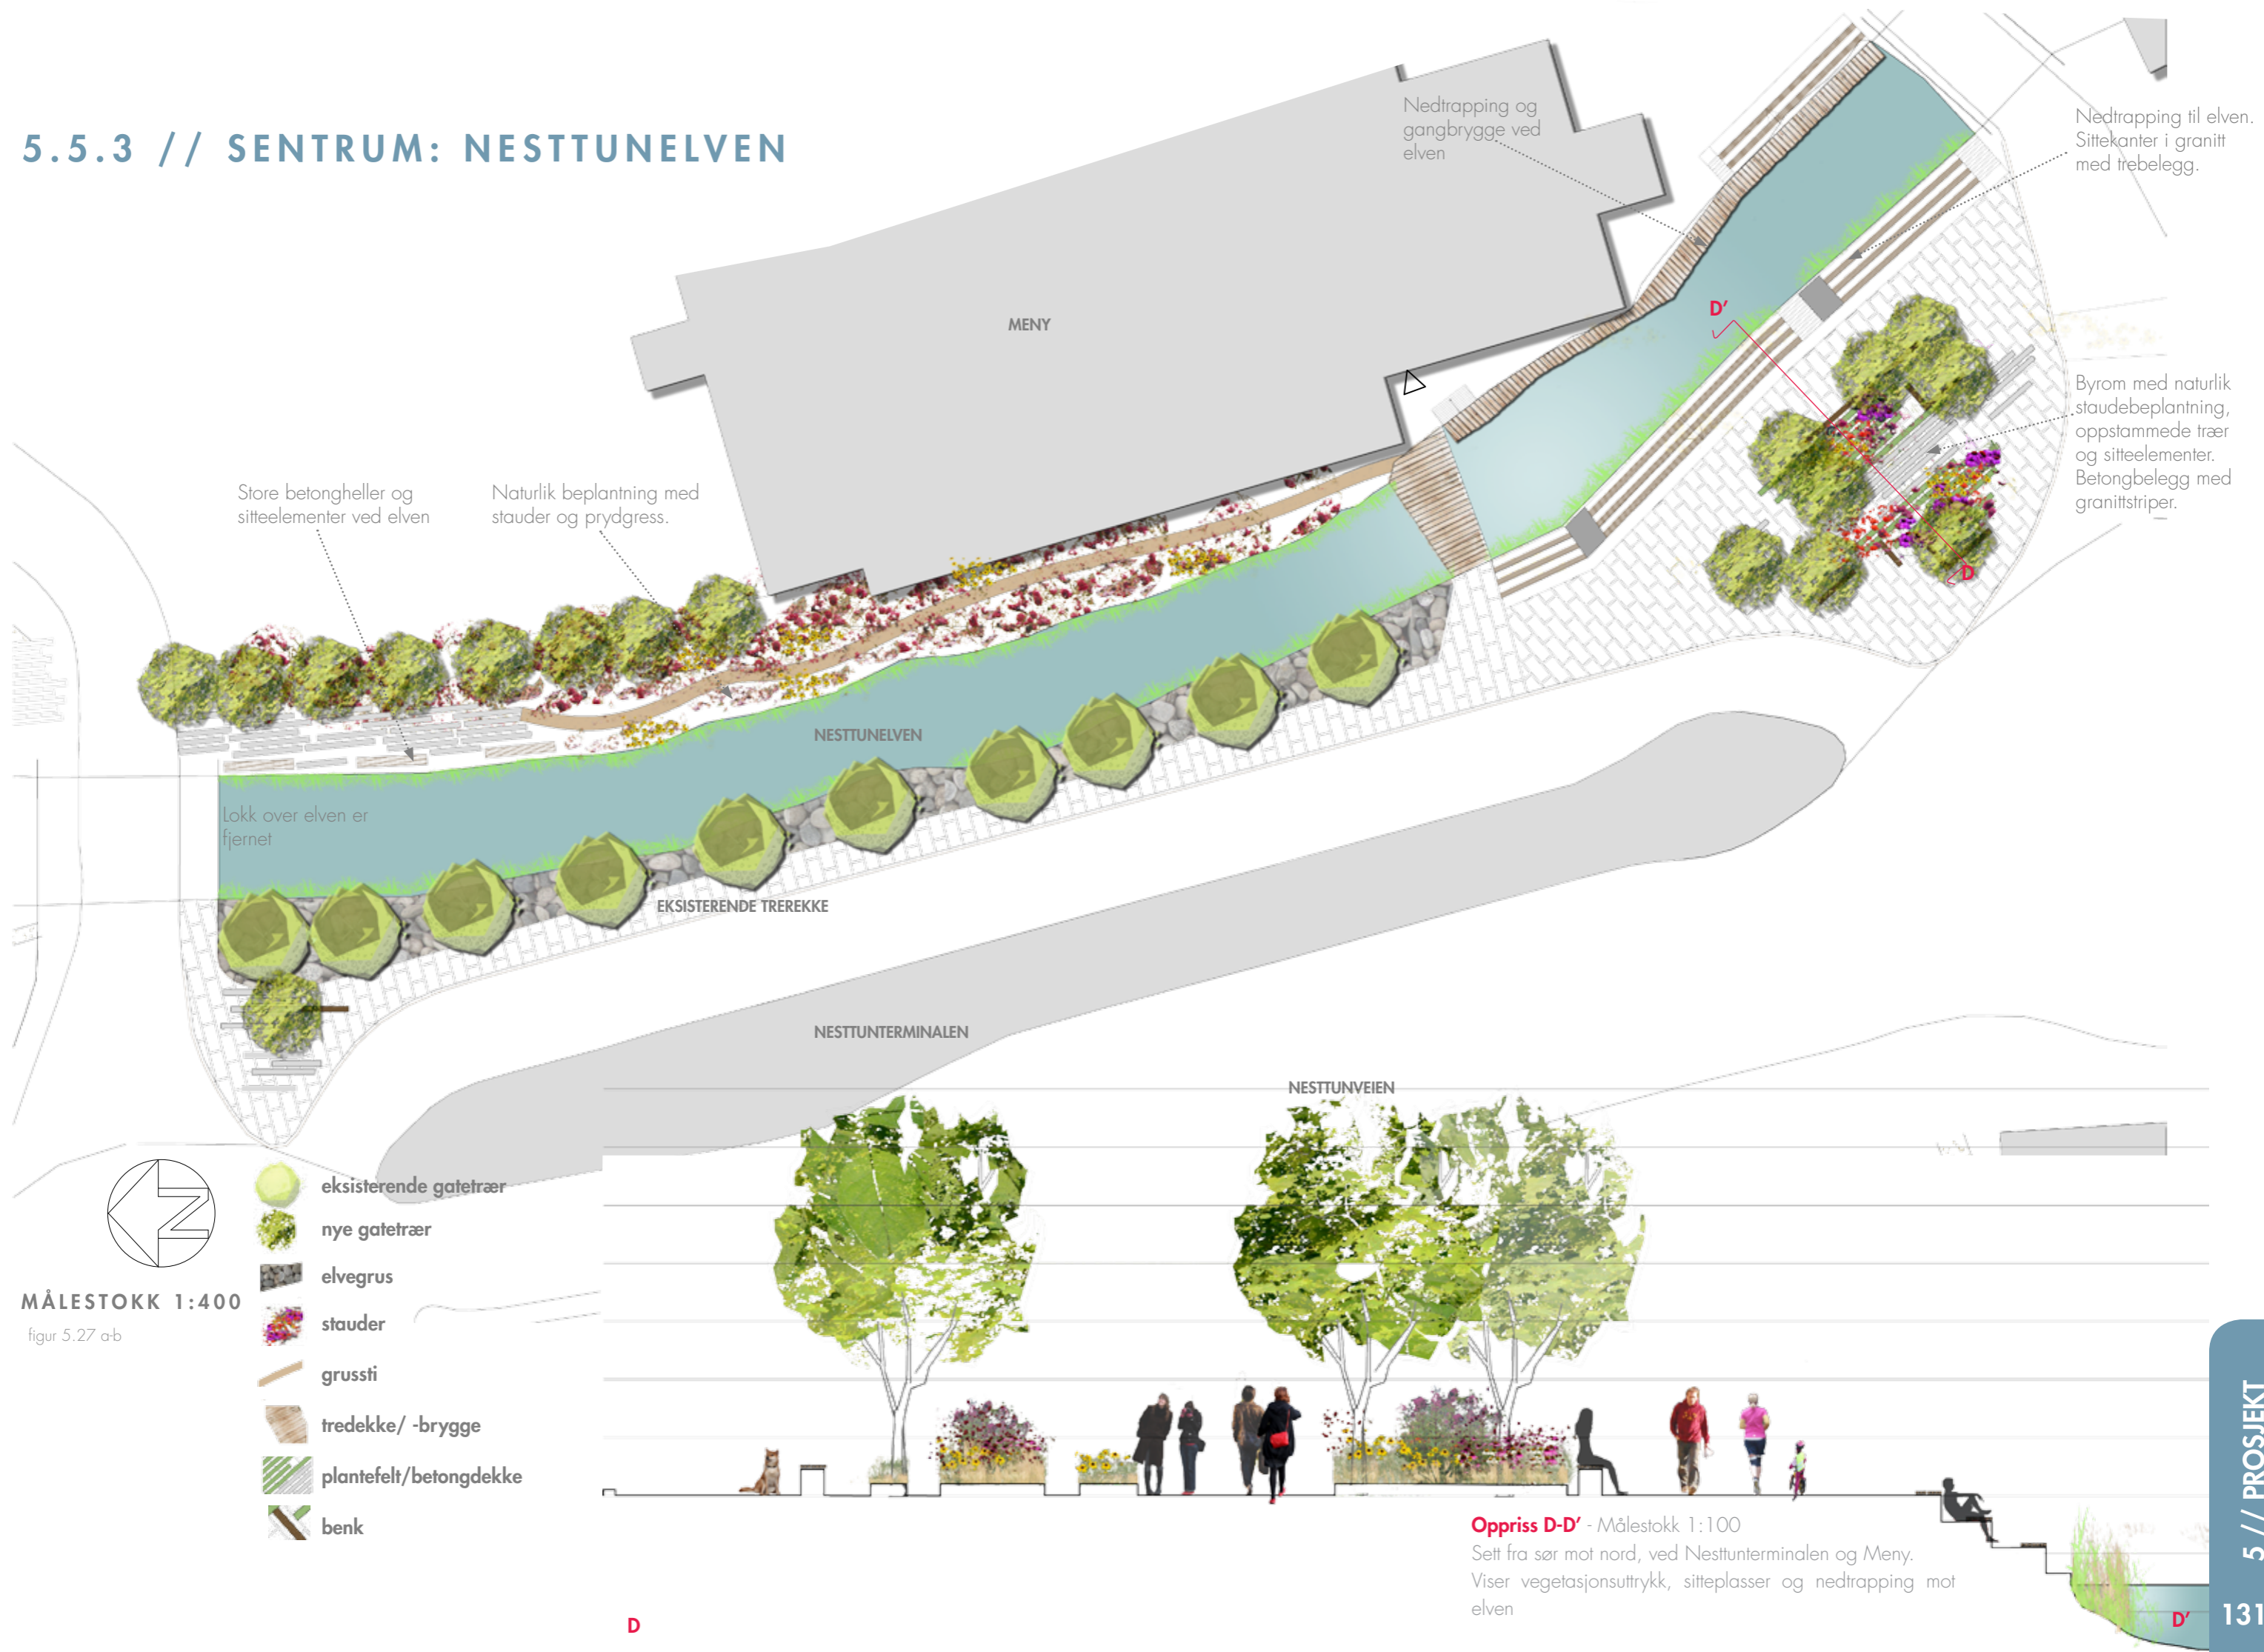 5.5.3 // SENTRUM: NESTTUNELVEN
Nedtrapping og
gangbrygge ved
elven
Nedtrapping til elven.
Sittekanter i granitt
med trebelegg.
MENY
D'
Byrom med naturlik
staudebeplantning,
oppstammede trær
og sitteelementer.
Betongbelegg med
granittstriper.
D
Store betongheller og
sitteelementer ved elven
Naturlik beplantning med
stauder og prydgress.
NESTTUNELVEN
Lokk over elven er
fjernet
EKSISTERENDE TREREKKE
NESTTUNTERMINALEN
NESTTUNVEIEN
N
MÅLESTOKK 1:400
figur 5.27 a-b
eksisterende gatetrær
nye gatetrær
elvegrus
stauder
grussti
tredekke/ -brygge
plantefelt/betongdekke
benk
Oppriss D-D' - Målestokk 1:100
Sett fra sør mot nord, ved Nesttunterminalen og Meny.
Viser vegetasjonsuttrykk, sitteplasser og nedtrapping mot
elven
D
D'
5 // PROSJEKT
131